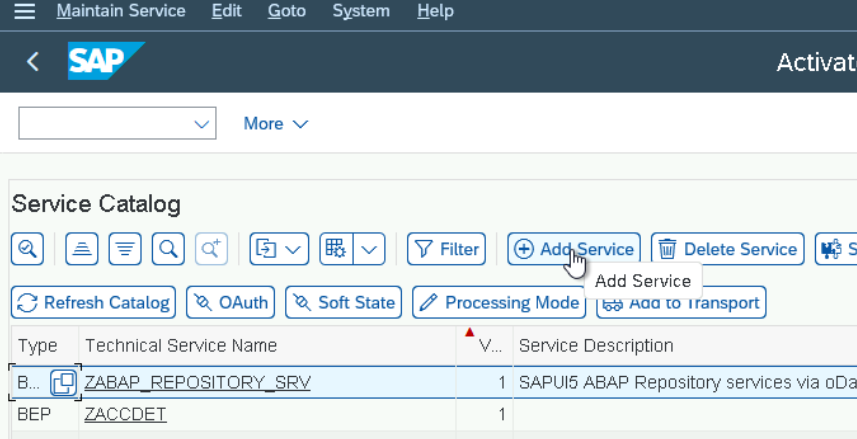 Maintain Service Edit Goto System Help
SAP Activat
More
Service Catalog
Filter Add Service Delete Service S
Add Service
Refresh Catalog OAuth Soft State Processing Mode Add to Transport
Type Technical Service Name V... Service Description
B... ZABAP_REPOSITORY_SRV 1 SAPUI5 ABAP Repository services via oDa
BEP ZACCDET 1